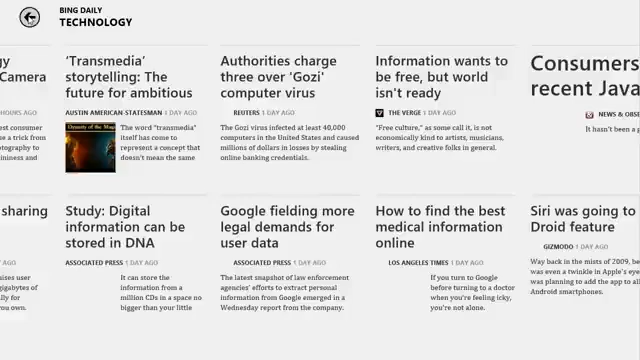 BING DAILY
TECHNOLOGY
gy
Camera
HOURS AGO
est consumer
e a trick from
otography to
ininess and
'Transmedia'
storytelling: The
future for ambitious
AUSTIN AMERICAN-STATESMAN 1 DAY AGO
The word "transmedia"
itself has come to
represent a concept that
doesn't mean the same
Authorities charge
three over 'Gozi'
computer virus
REUTERS 1 DAY AGO
The Gozi virus infected at least 40,000
computers in the United States and caused
millions of dollars in losses by stealing
online banking credentials.
Information wants to
be free, but world
isn't ready
THE VERGE 1 DAY AGO
"Free culture," as some call it, is not
economically kind to artists, musicians,
writers, and creative folks in general.
Consumers
recent Java
NEWS & OBSE
It hasn't been a g
sharing
AGO
nises user
gigabytes of
lly for
you own.
Study: Digital
information can be
stored in DNA
ASSOCIATED PRESS 1 DAY AGO
It can store the
information from a
million CDs in a space no
bigger than your little
Google fielding more
legal demands for
user data
ASSOCIATED PRESS 1 DAY AGO
The latest snapshot of law enforcement
agencies' efforts to extract personal
information from Google emerged in a
Wednesday report from the company.
How to find the best
medical information
online
LOS ANGELES TIMES 1 DAY AGO
If you turn to Google
before turning to a doctor
when you're feeling icky,
you're not alone.
Siri was going to
Droid feature
GIZMODO 1 DAY AGO
Way back in the mists of 2009, be
was even a twinkle in Apple's eye
was planning to add the app to al
Android smartphones.